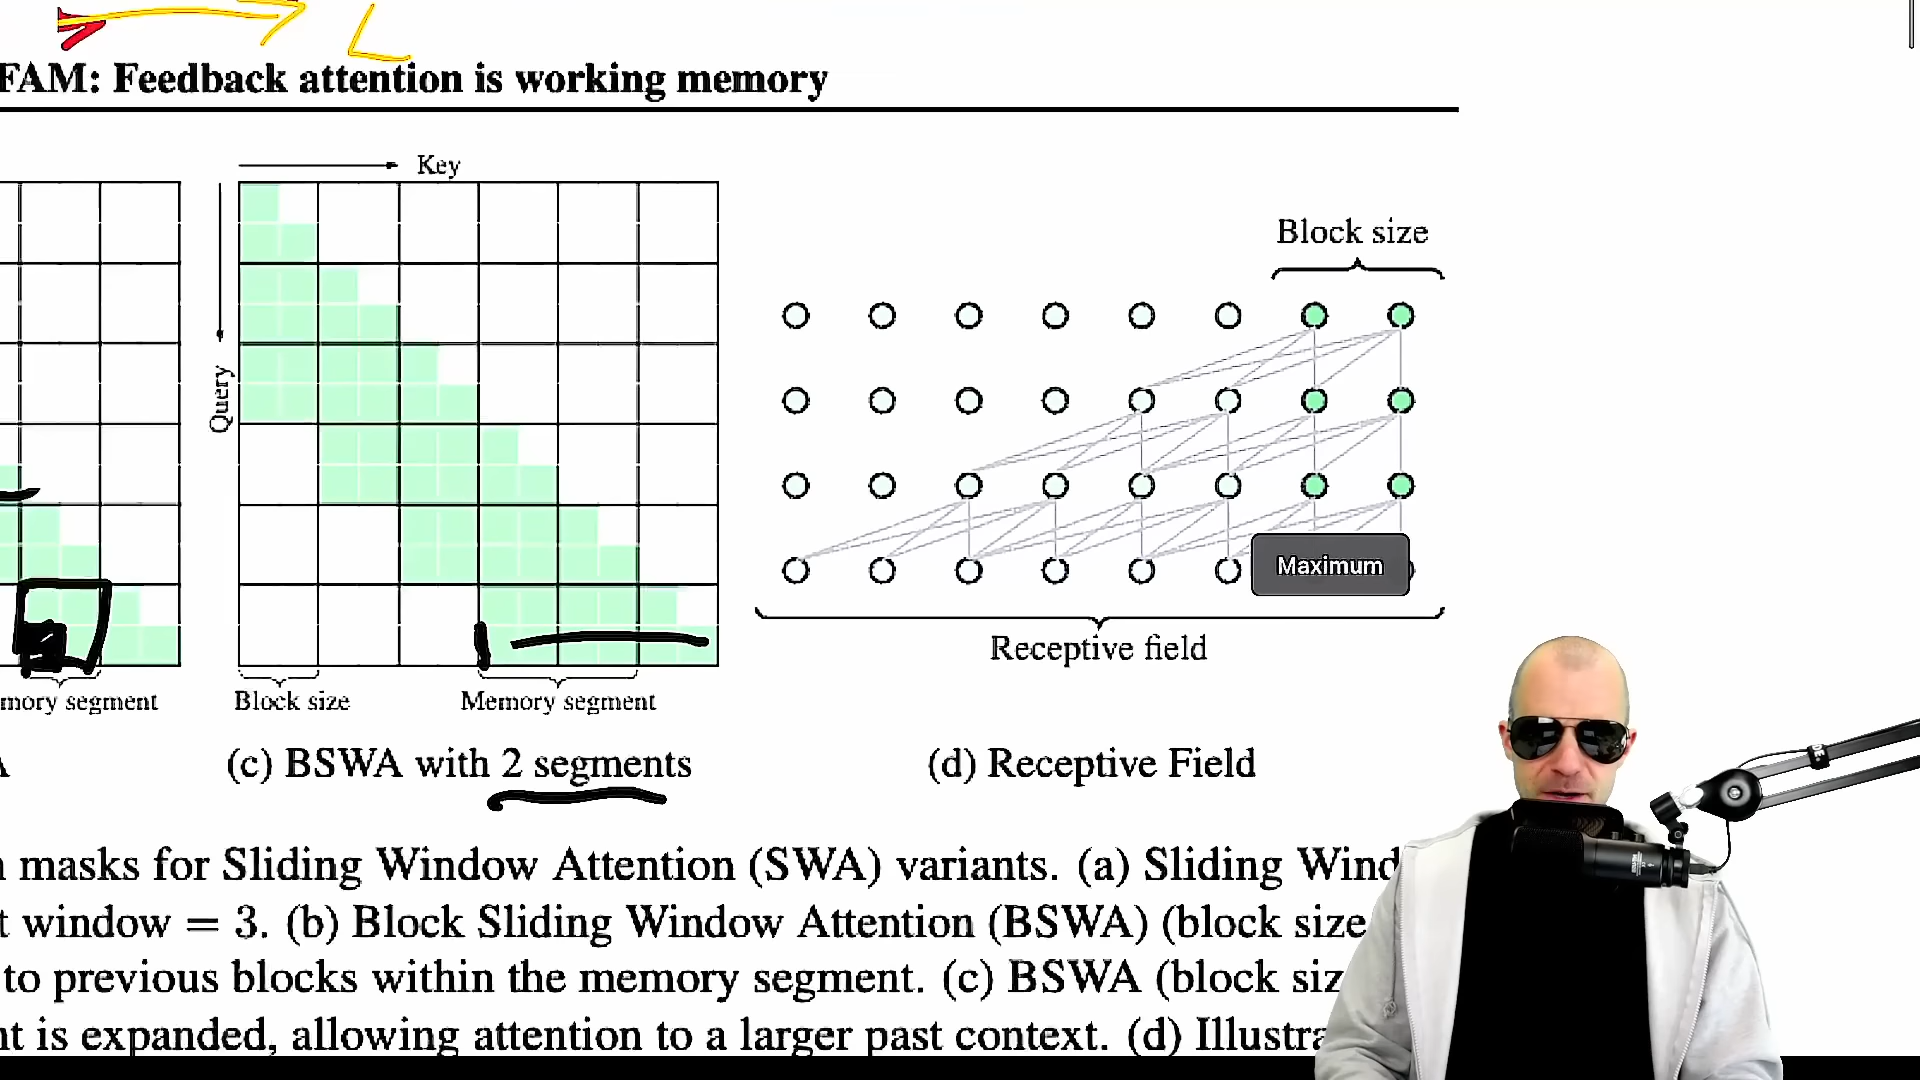 FAM: Feedback attention is working memory
Key
Query
Block size
Maximum
Receptive field
mory segment
Block size
Memory segment
(c) BSWA with 2 segments
(d) Receptive Field
masks for Sliding Window Attention (SWA) variants. (a) Sliding Wind
t window = 3. (b) Block Sliding Window Attention (BSWA) (block size
to previous blocks within the memory segment. (c) BSWA (block siz
nt is expanded, allowing attention to a larger past context. (d) Illustra